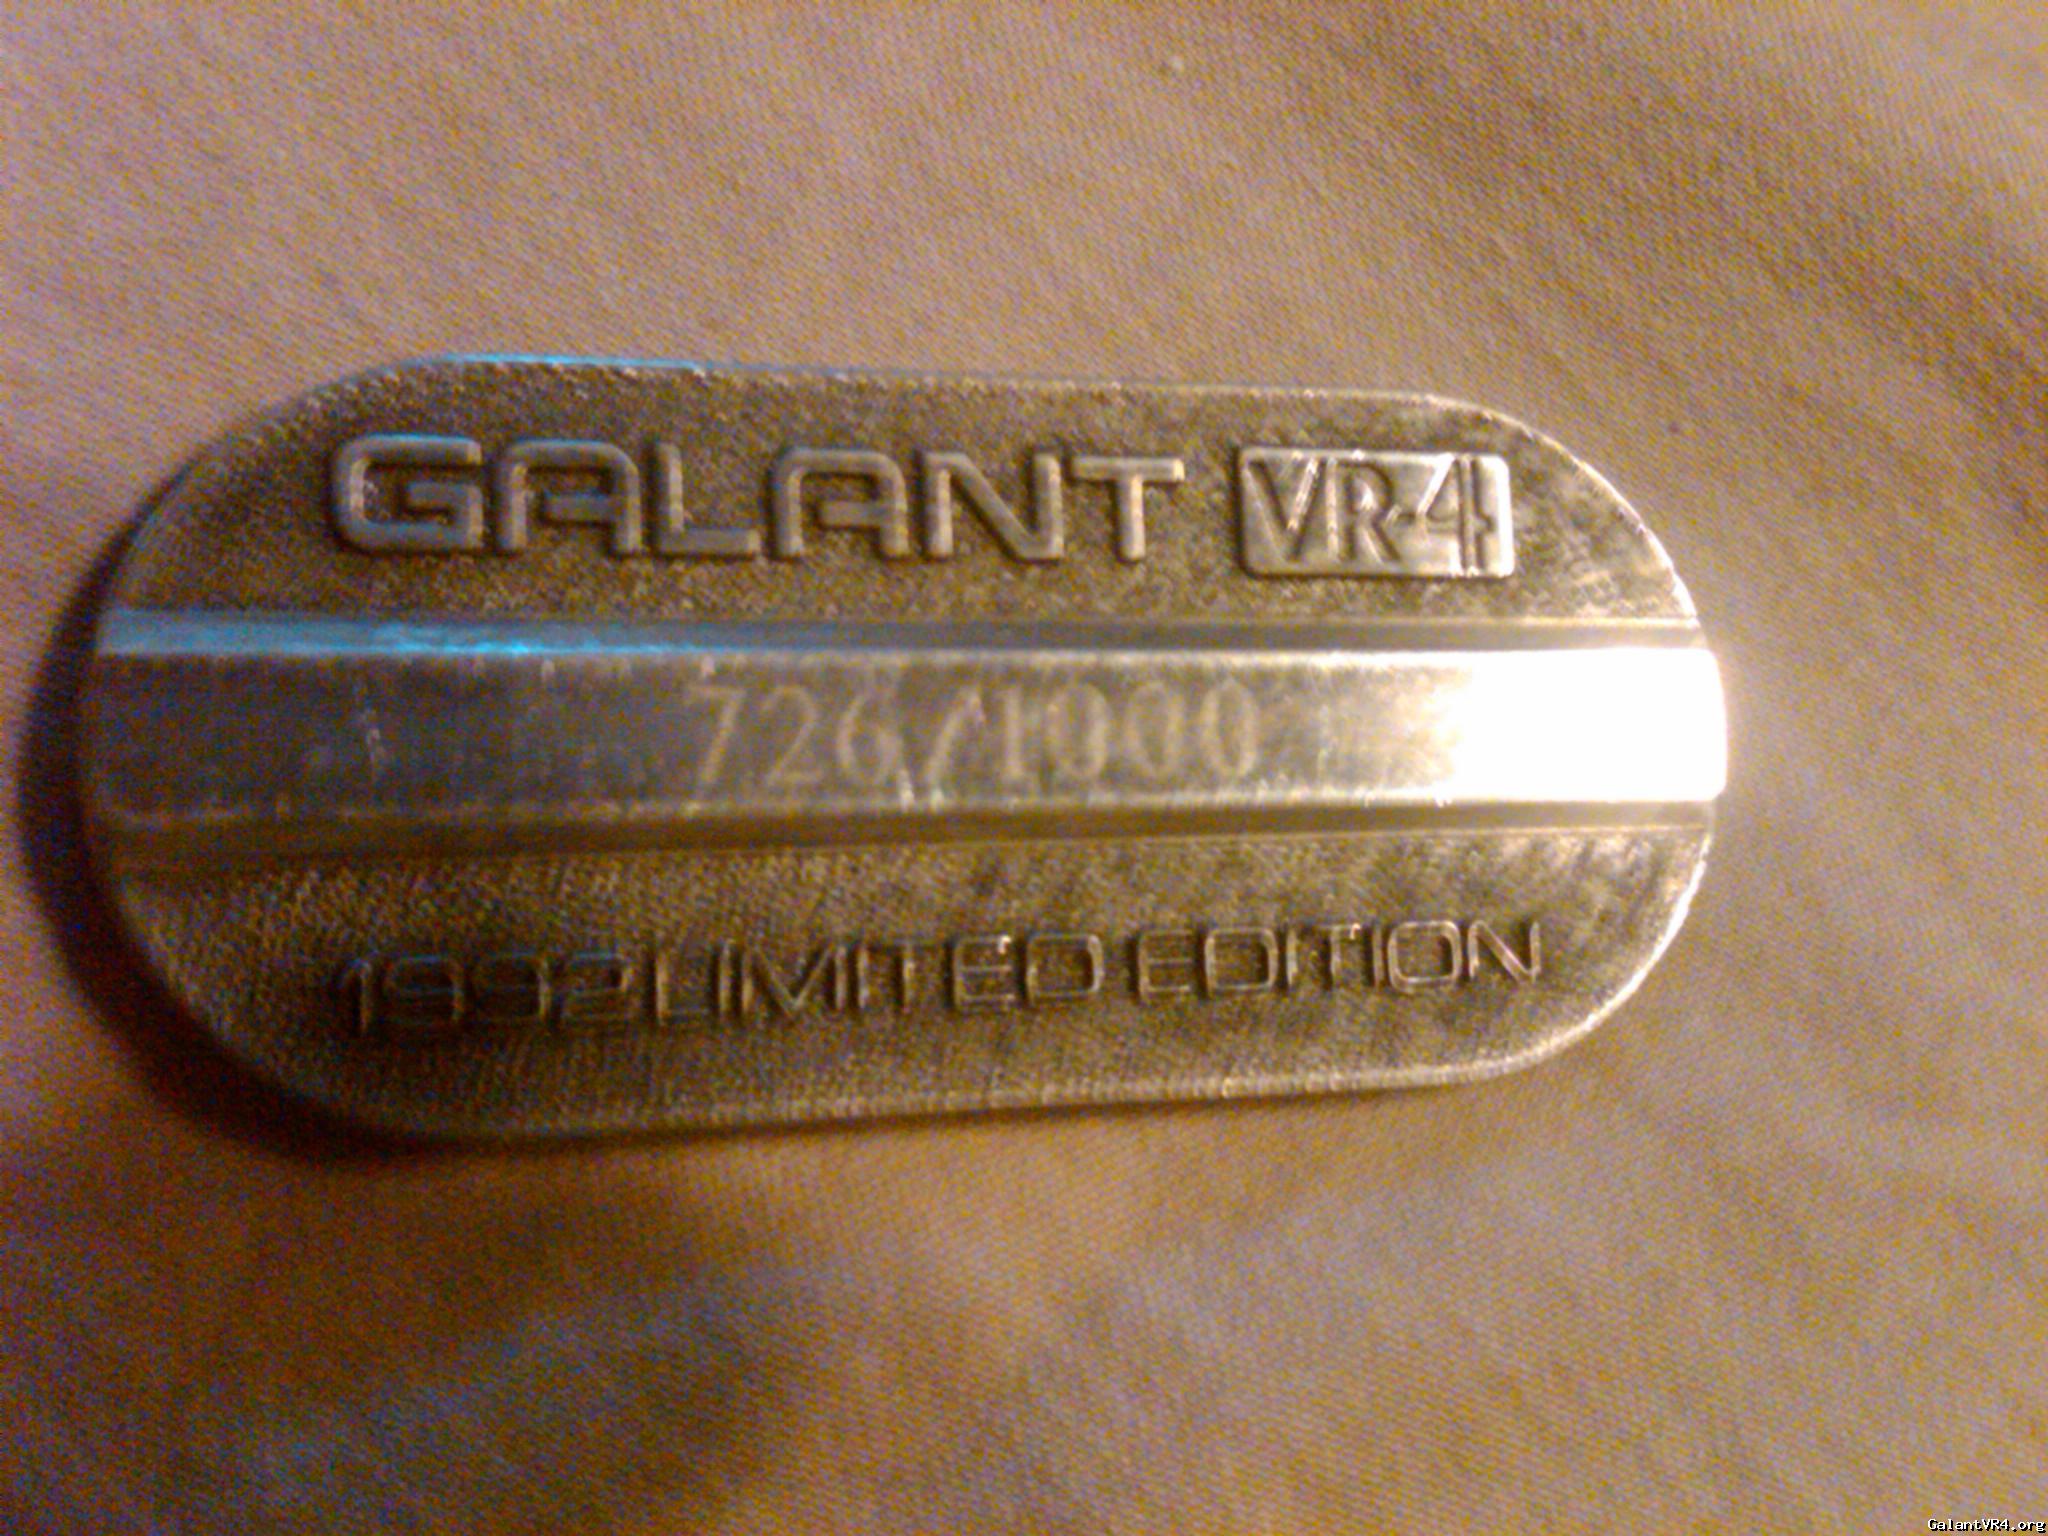 GALANT VR-4
726/1000
1992 LIMITED EDITION
GalantVR4.org